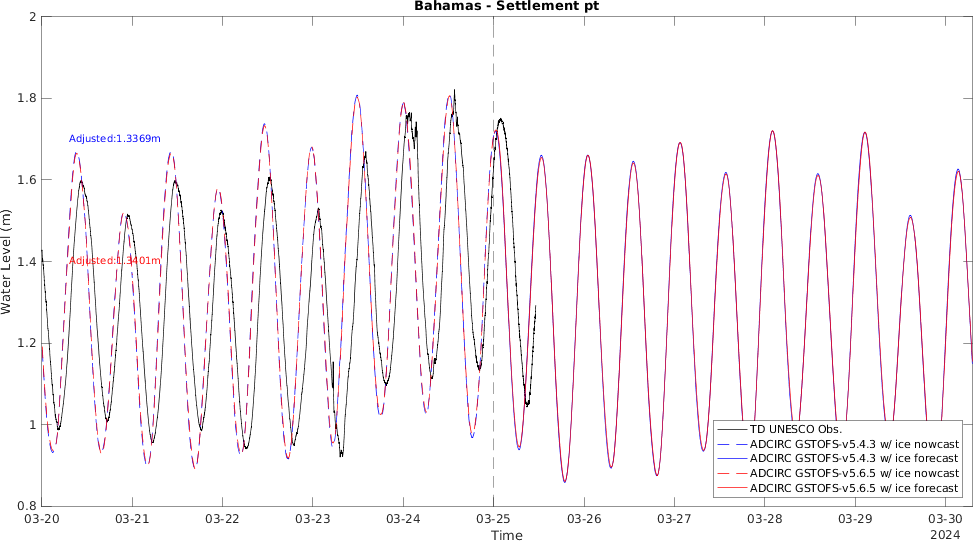 Bahamas - Settlement pt
Water Level (m)
2
1.8
1.6
1.4
1.2
1
0.8
Adjusted:1.3369m
Adjusted:1.3401m
TD UNESCO Obs.
ADCIRC GSTOFS-v5.4.3 w/ ice nowcast
ADCIRC GSTOFS-v5.4.3 w/ ice forecast
ADCIRC GSTOFS-v5.6.5 w/ ice nowcast
ADCIRC GSTOFS-v5.6.5 w/ ice forecast
03-20 03-21 03-22 03-23 03-24 03-25 03-26 03-27 03-28 03-29 03-30
Time
2024